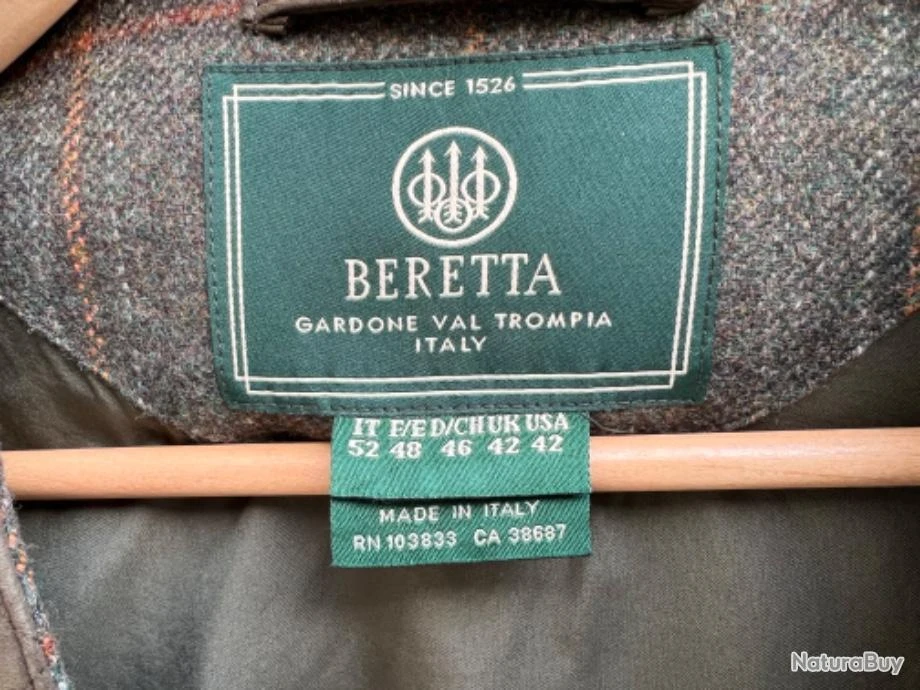 SINCE 1526
BERETTA
GARDONE VAL TROMPIA
ITALY
IT F/E D/CH UK USA
52 48 46 42 42
MADE IN ITALY
RN 103833 CA 38687
NaturaBuy